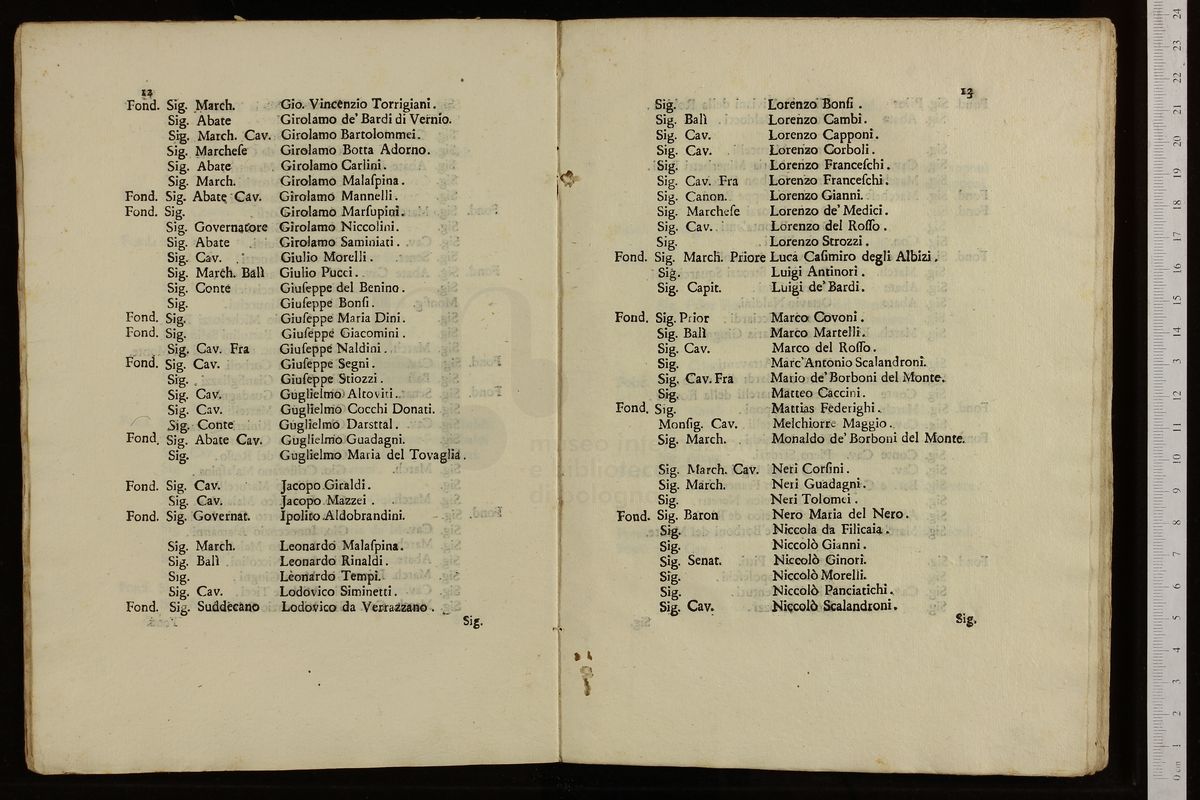 12
Fond. Sig. March. Gio. Vincenzio Torrigiani.
Sig. Abate Girolamo de' Bardi di Vernio.
Sig. March. Cav. Girolamo Bartolommei.
Sig. Marcheſe Girolamo Botta Adorno.
Sig. Abate Girolamo Carlini.
Sig. March. Girolamo Malaſpina.
Fond. Sig. Abate Cav. Girolamo Mannelli.
Fond. Sig. Girolamo Marſupini.
Sig. Governatore Girolamo Niccolini.
Sig. Abate Girolamo Saminiati.
Sig. Cav. Giulio Morelli.
Sig. March. Balì Giulio Pucci.
Sig. Conte Giuſeppe del Benino.
Sig. Giuſeppe Bonſi.
Fond. Sig. Giuſeppe Maria Dini.
Fond. Sig. Giuſeppe Giacomini.
Sig. Cav. Fra Giuſeppe Naldini.
Fond. Sig. Cav. Giuſeppe Segni.
Sig. Giuſeppe Stiozzi.
Sig. Cav. Guglielmo Altoviti.
Sig. Cav. Guglielmo Cocchi Donati.
Sig. Conte Guglielmo Darsttal.
Fond. Sig. Abate Cav. Guglielmo Guadagni.
Sig. Guglielmo Maria del Tovaglia.
Fond. Sig. Cav. Jacopo Giraldi.
Sig. Cav. Jacopo Mazzei.
Fond. Sig. Governat. Ipolito Aldobrandini.
Sig. March. Leonardo Malaſpina.
Sig. Balì Leonardo Rinaldi.
Sig. Leonardo Tempi.
Sig. Cav. Lodovico Siminetti.
Fond. Sig. Suddecano Lodovico da Verrazzano.
Sig.
13
Sig. Lorenzo Bonſi.
Sig. Balì Lorenzo Cambi.
Sig. Cav. Lorenzo Capponi.
Sig. Cav. Lorenzo Corboli.
Sig. Lorenzo Franceſchi.
Sig. Cav. Fra Lorenzo Franceſchi.
Sig. Canon. Lorenzo Gianni.
Sig. Marcheſe Lorenzo de' Medici.
Sig. Cav. Lorenzo del Roſſo.
Sig. Lorenzo Strozzi.
Fond. Sig. March. Priore Luca Caſimiro degli Albizi.
Sig. Luigi Antinori.
Sig. Capit. Luigi de' Bardi.
Fond. Sig. Prior Marco Covoni.
Sig. Balì Marco Martelli.
Sig. Cav. Marco del Roſſo.
Sig. Marc'Antonio Scalandroni.
Sig. Cav. Fra Mario de' Borboni del Monte.
Sig. Matteo Caccini.
Fond. Sig. Mattias Federighi.
Monſig. Cav. Melchiorre Maggio.
Sig. March. Monaldo de' Borboni del Monte.
Sig. March. Cav. Neri Corſini.
Sig. March. Neri Guadagni.
Sig. Neri Tolomei.
Fond. Sig. Baron Nero Maria del Nero.
Sig. Niccola da Filicaia.
Sig. Niccolò Gianni.
Sig. Senat. Niccolò Ginori.
Sig. Niccolò Morelli.
Sig. Niccolò Panciatichi.
Sig. Cav. Niccolò Scalandroni.
Sig.